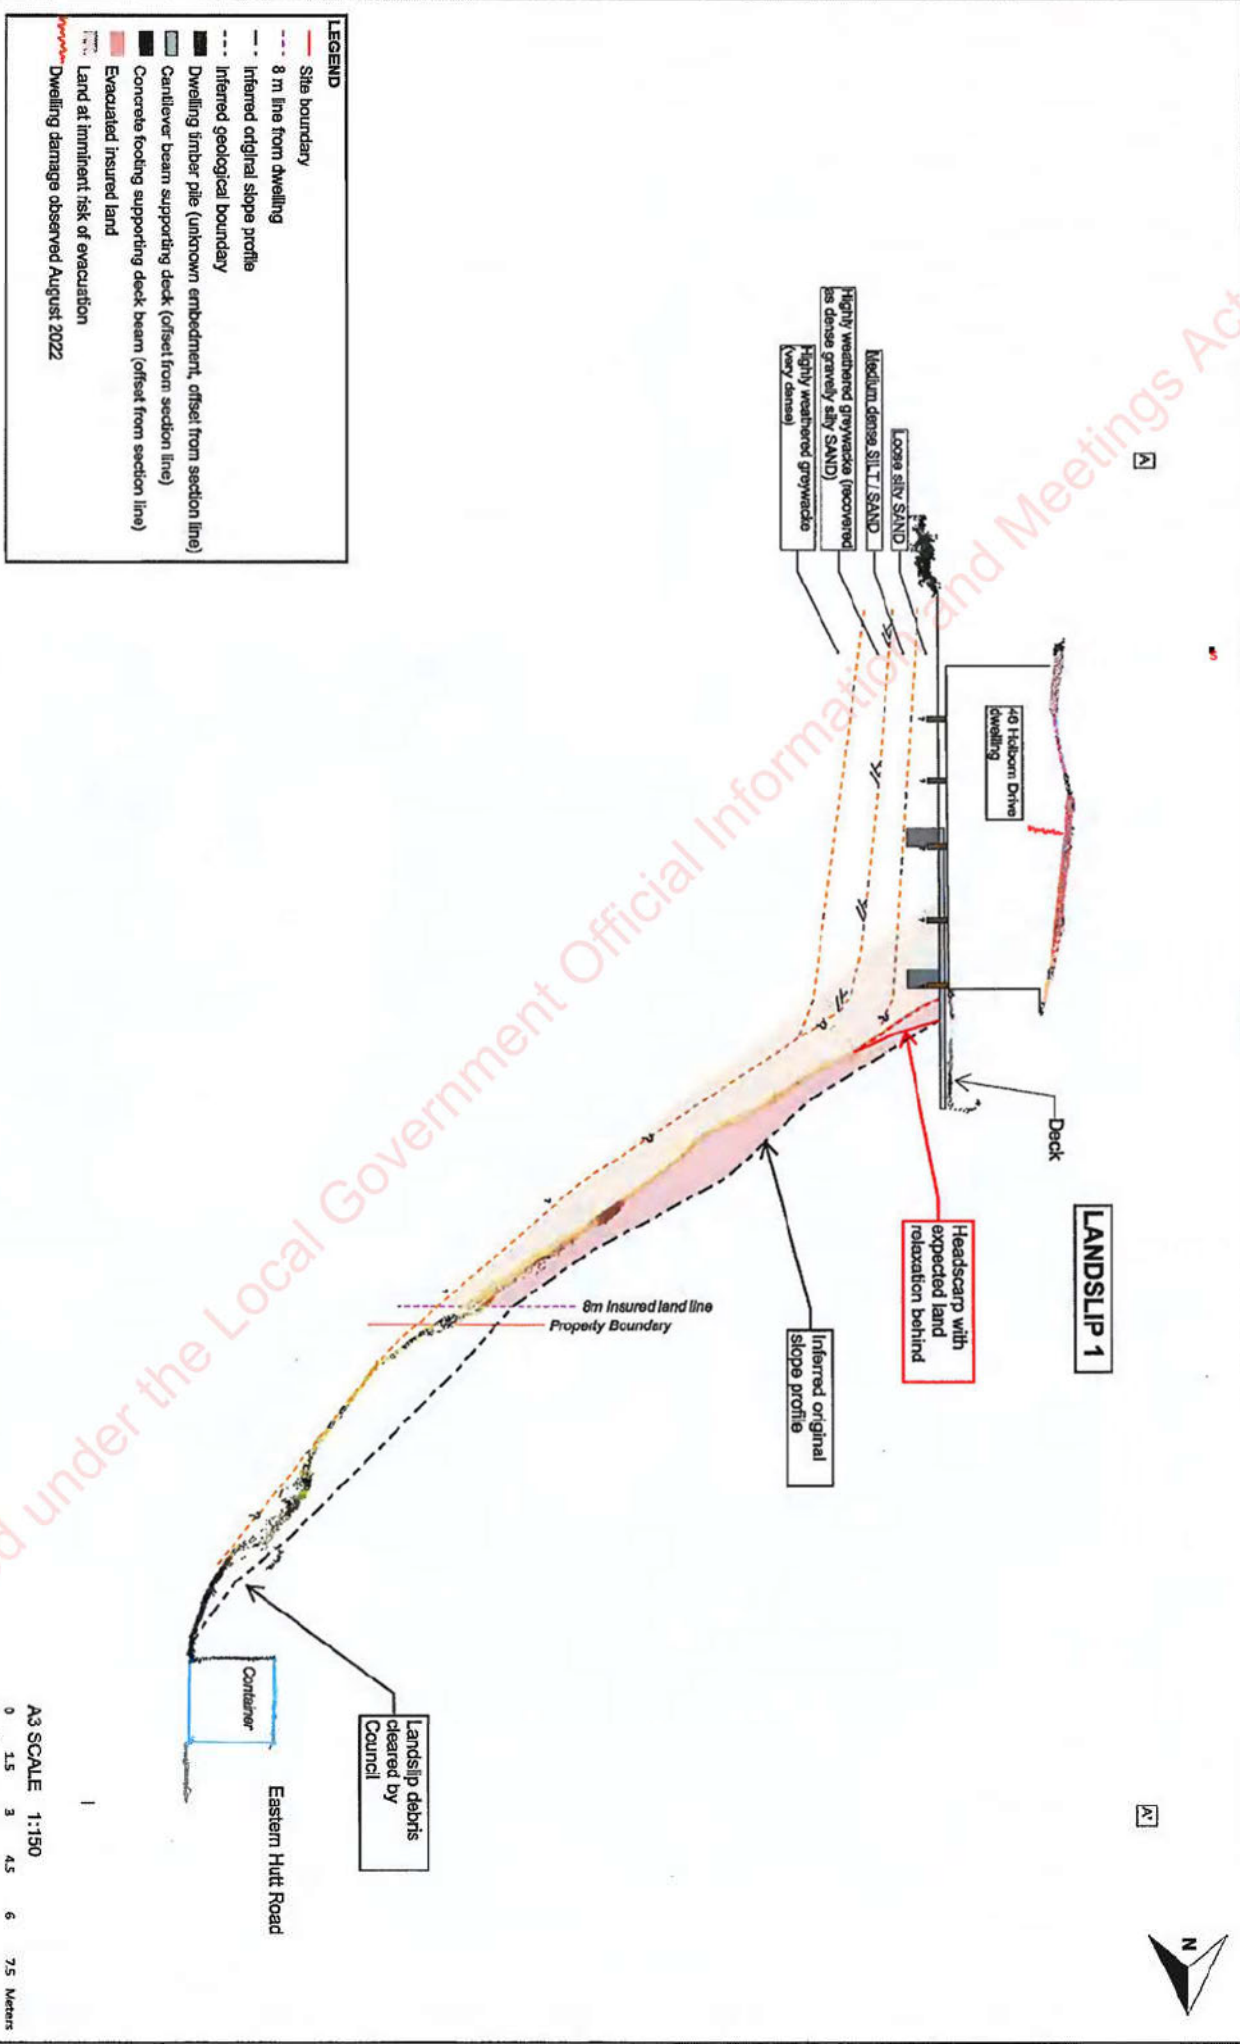 LANDSLIP 1
A
A'
N
46 Holborn Drive
dwelling
Deck
Headscarp with
expected land
relaxation behind
Inferred original
slope profile
Loose silty SAND
Medium dense SILT / SAND
Highly weathered greywacke (recovered
as dense gravelly silty SAND)
Highly weathered greywacke
(very dense)
8m Insured land line
Property Boundary
Landslip debris
cleared by
Council
Container
Eastern Hutt Road
LEGEND
Site boundary
8 m line from dwelling
Inferred original slope profile
Inferred geological boundary
Dwelling timber pile (unknown embedment, offset from section line)
Cantilever beam supporting deck (offset from section line)
Concrete footing supporting deck beam (offset from section line)
Evacuated insured land
Land at imminent risk of evacuation
Dwelling damage observed August 2022
A3 SCALE 1:150
0 1.5 3 4.5 6 7.5 Meters
under the Local Government Official Information and Meetings Act